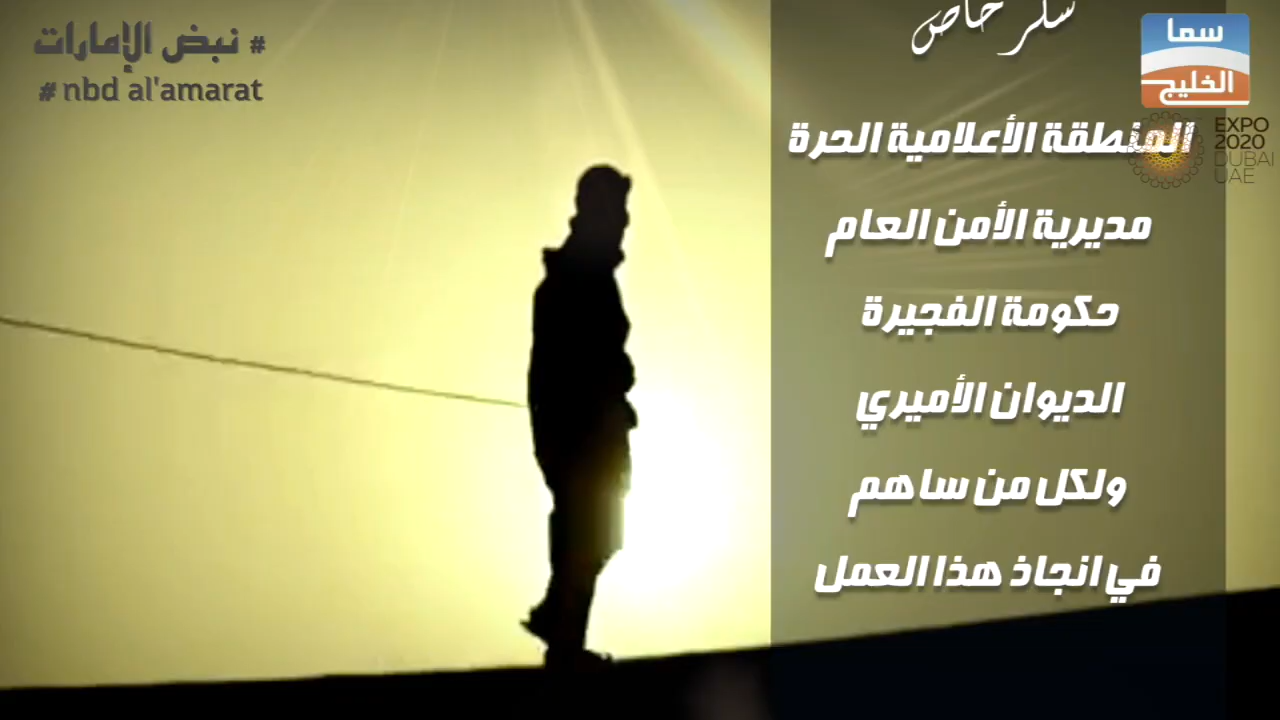 # نبض الإمارات
# nbd al'amarat
سما
الخليج
EXPO
2020
DUBAI
UAE
شكر خاص
المنطقة الأعلامية الحرة
مديرية الأمن العام
حكومة الفجيرة
الديوان الأميري
ولكل من ساهم
في انجاذ هذا العمل